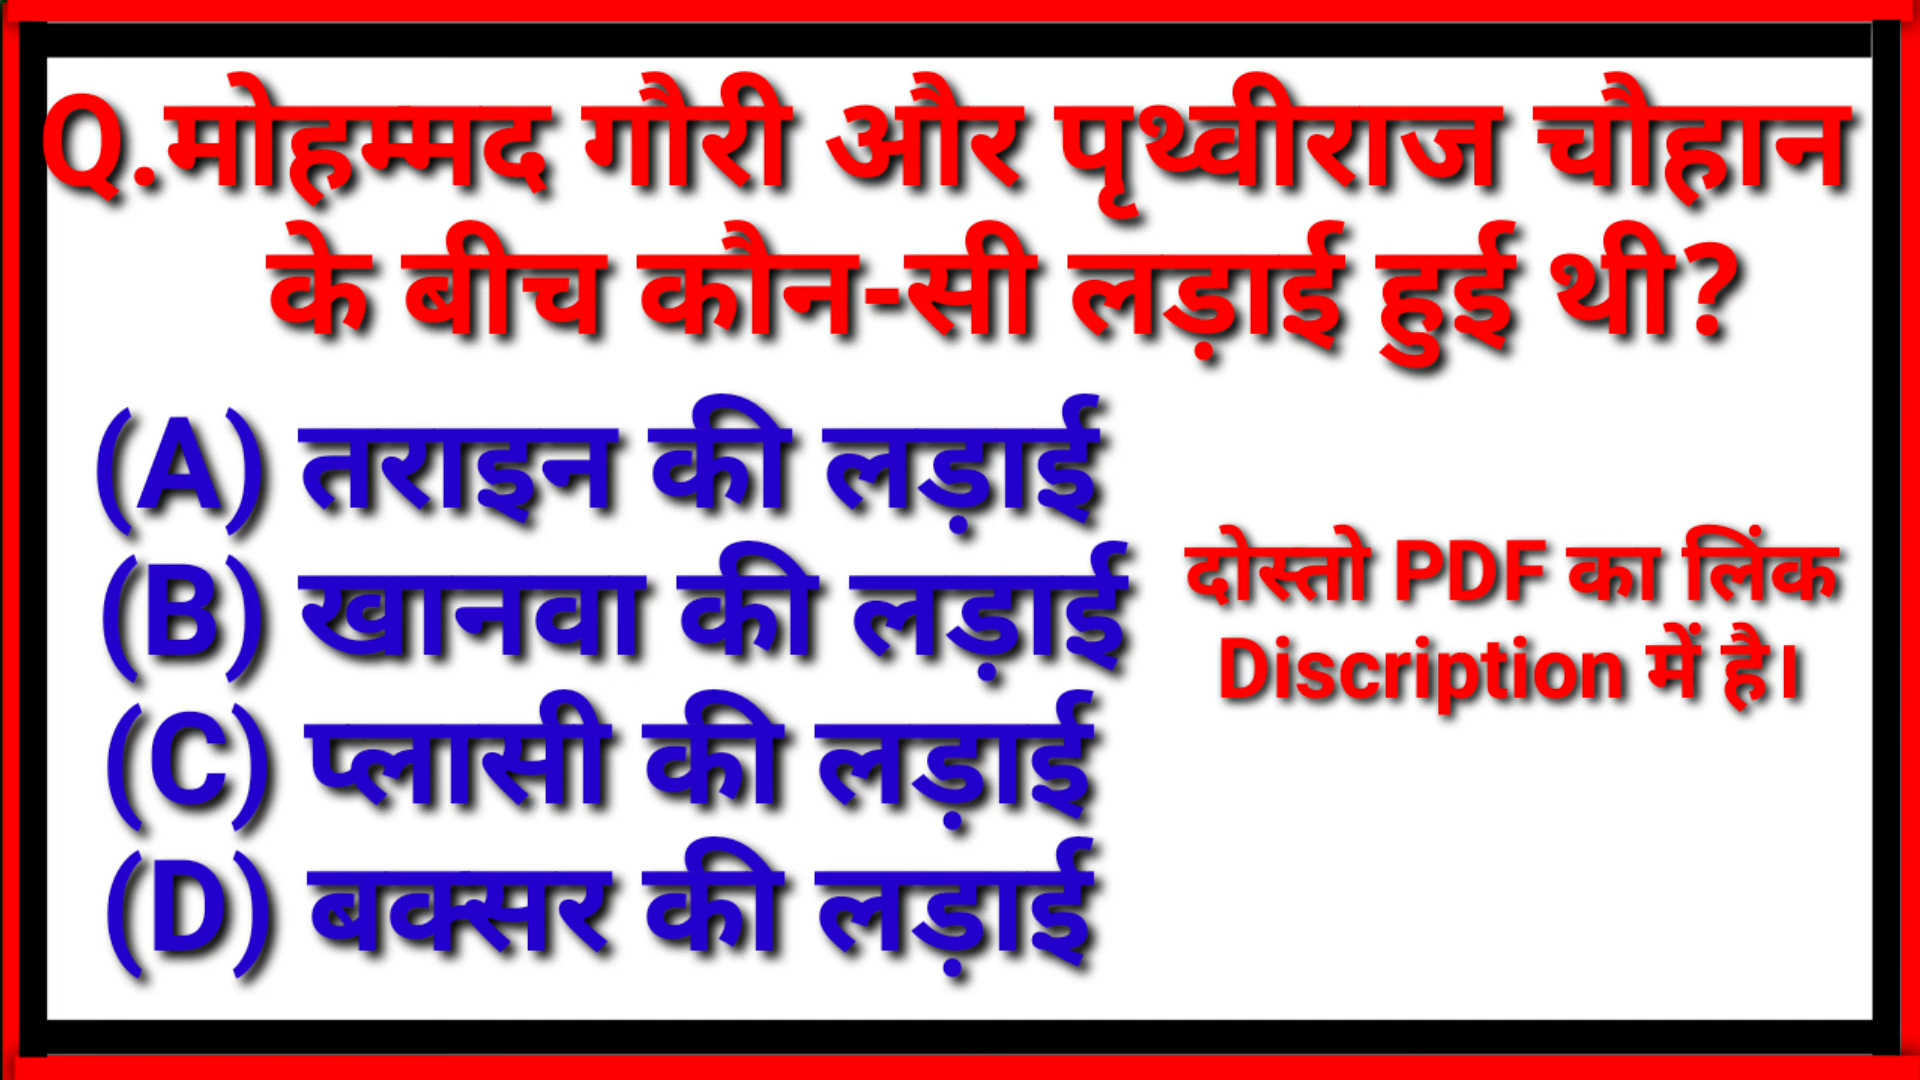 Q.मोहम्मद गौरी और पृथ्वीराज चौहान
के बीच कौन-सी लड़ाई हुई थी?
(A) तराइन की लड़ाई
(B) खानवा की लड़ाई
(C) प्लासी की लड़ाई
(D) बक्सर की लड़ाई
दोस्तो PDF का लिंक
Discription में है।